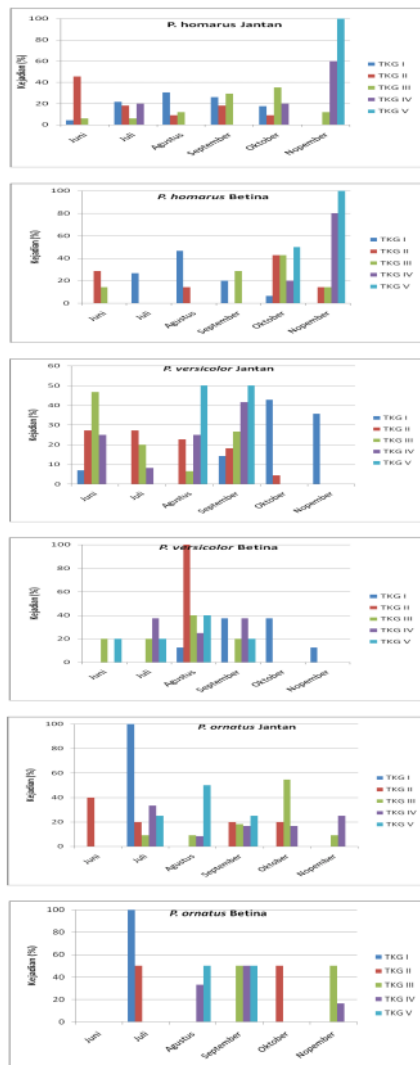 P. homarus Jantan
Kejadian (%)
100
80
60
40
20
0
Juni
Juli
Agustus
September
Oktober
Nopember
TKG I
TKG II
TKG III
TKG IV
TKG V
P. homarus Betina
Kejadian (%)
100
80
60
40
20
0
Juni
Juli
Agustus
September
Oktober
Nopember
TKG I
TKG II
TKG III
TKG IV
TKG V
P. versicolor Jantan
Kejadian (%)
60
50
40
30
20
10
0
Juni
Juli
Agustus
September
Oktober
Nopember
TKG I
TKG II
TKG III
TKG IV
TKG V
P. versicolor Betina
Kejadian (%)
100
80
60
40
20
0
Juni
Juli
Agustus
September
Oktober
Nopember
TKG I
TKG II
TKG III
TKG IV
TKG V
P. ornatus Jantan
Kejadian (%)
100
80
60
40
20
0
Juni
Juli
Agustus
September
Oktober
Nopember
TKG I
TKG II
TKG III
TKG IV
TKG V
P. ornatus Betina
Kejadian (%)
100
80
60
40
20
0
Juni
Juli
Agustus
September
Oktober
Nopember
TKG I
TKG II
TKG III
TKG IV
TKG V